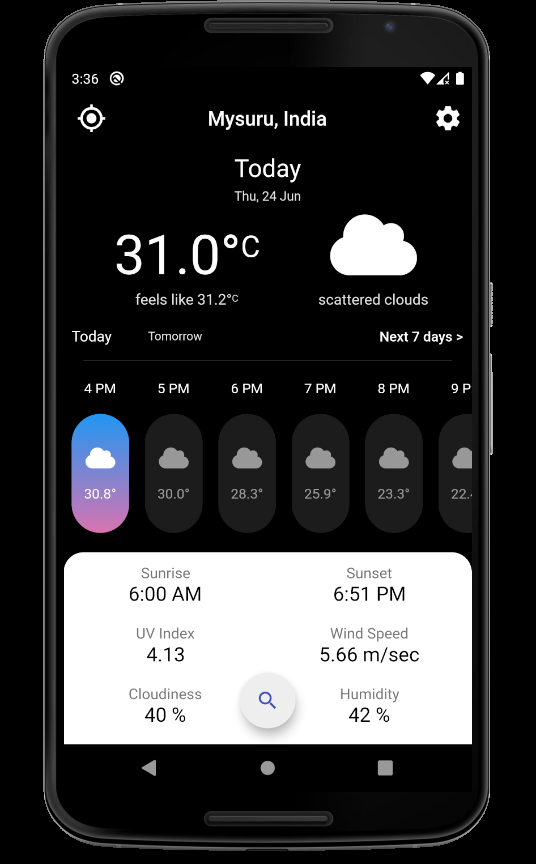 3:36
Mysuru, India
Today
Thu, 24 Jun
31.0°C
feels like 31.2°C
scattered clouds
Today Tomorrow Next 7 days >
4 PM 5 PM 6 PM 7 PM 8 PM 9 P
30.8° 30.0° 28.3° 25.9° 23.3° 22.
Sunrise Sunset
6:00 AM 6:51 PM
UV Index Wind Speed
4.13 5.66 m/sec
Cloudiness Humidity
40 % 42 %